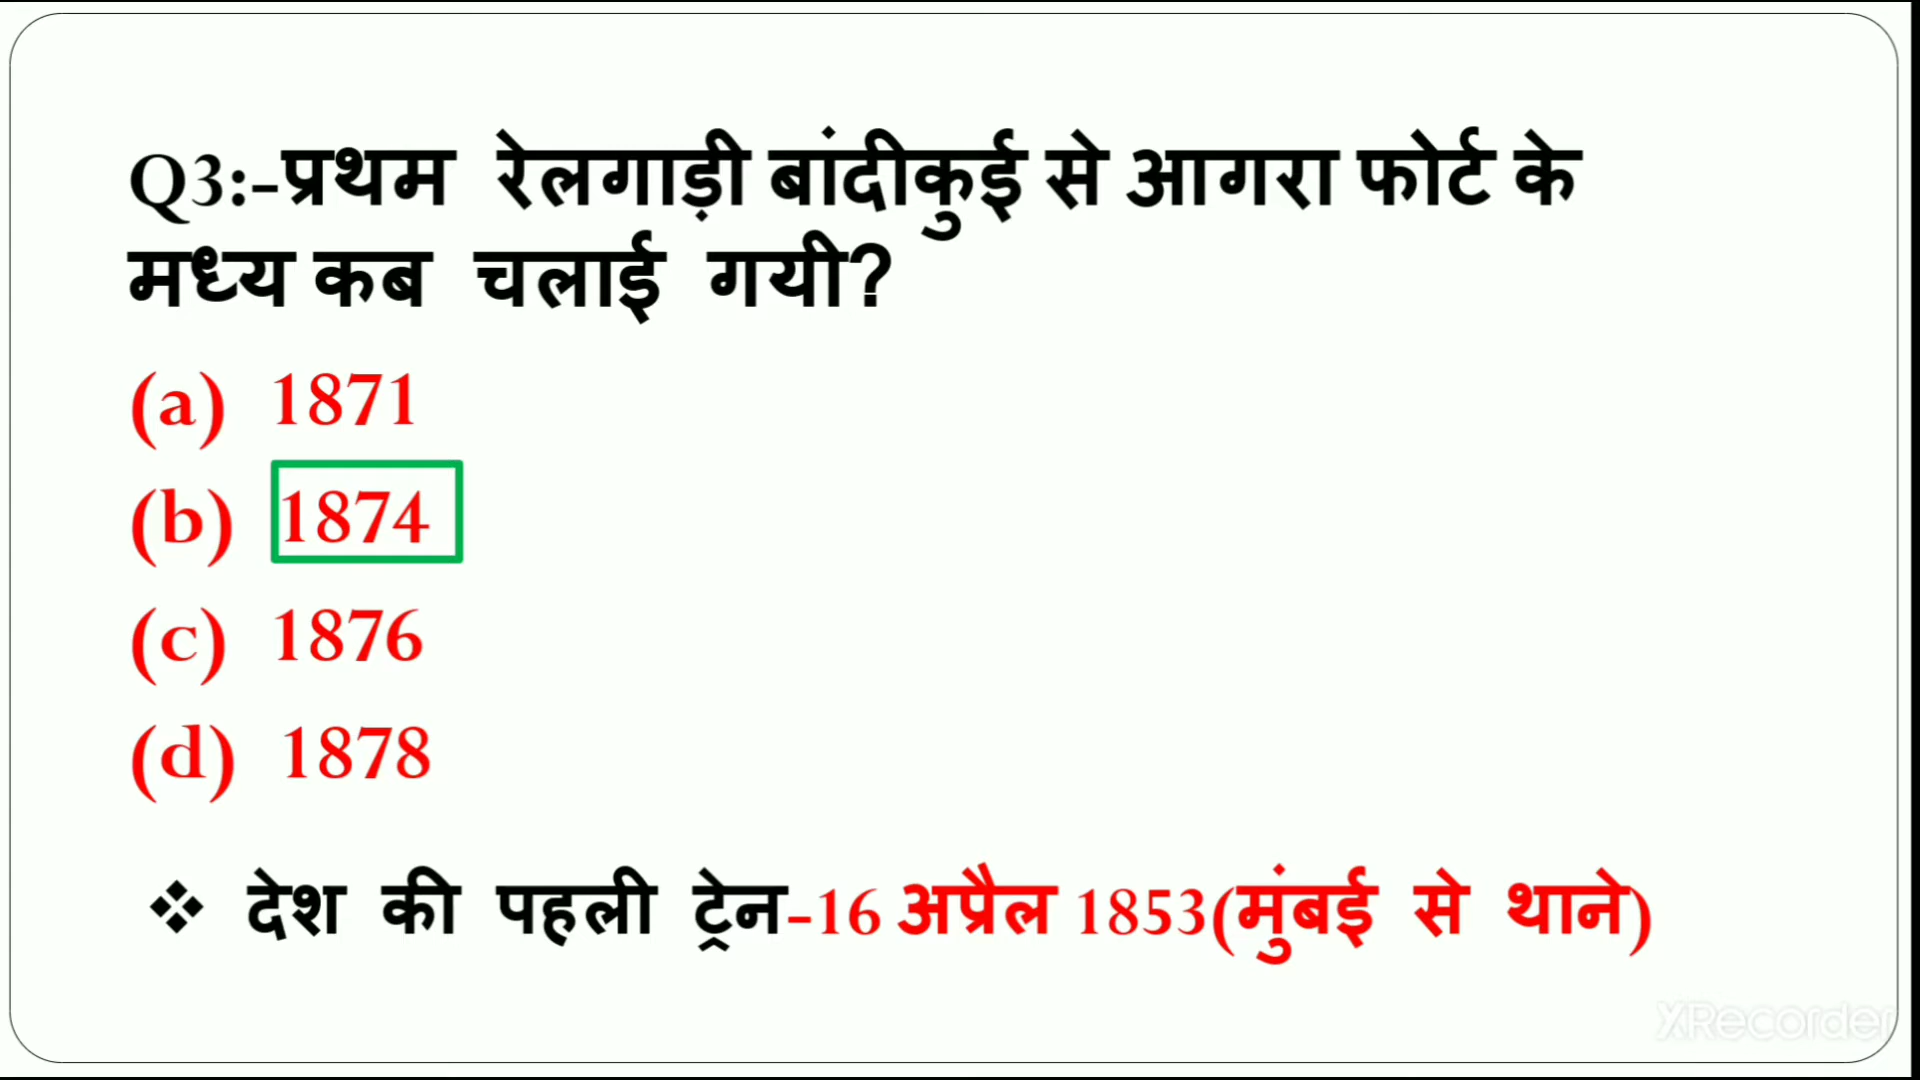 Q3:-प्रथम रेलगाड़ी बांदीकुई से आगरा फोर्ट के
मध्य कब चलाई गयी?
(a) 1871
(b) 1874
(c) 1876
(d) 1878
❖ देश की पहली ट्रेन-16 अप्रैल 1853(मुंबई से थाने)
XRecorder